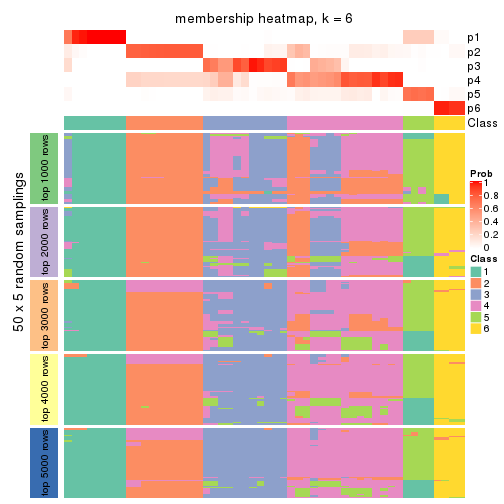 membership heatmap, k = 6
p1
p2
p3
p4
p5
p6
Class
50 x 5 random samplings
top 1000 rows
top 2000 rows
top 3000 rows
top 4000 rows
top 5000 rows
Prob
1
0.8
0.6
0.4
0.2
0
Class
1
2
3
4
5
6